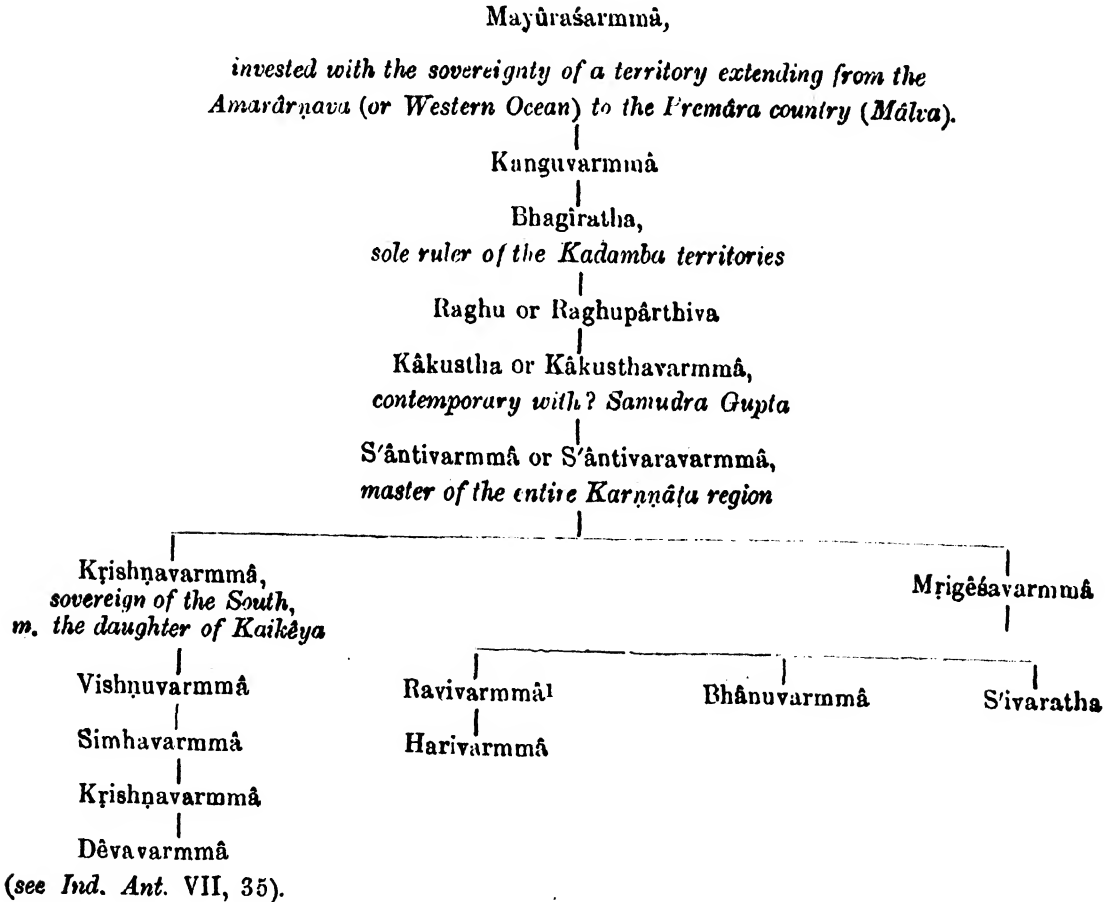 Mayûraśarmmâ,
invested with the sovereignty of a territory extending from the
Amarârṇava (or Western Ocean) to the Premâra country (Mâlva).
Kanguvarmmâ
Bhagîratha,
sole ruler of the Kadamba territories
Raghu or Raghupârthiva
Kâkustha or Kâkusthavarmmâ,
contemporary with? Samudra Gupta
S'ântivarmmâ or S'ântivaravarmmâ,
master of the entire Karṇṇâṭa region
Kṛishṇavarmmâ,
sovereign of the South,
m. the daughter of Kaikêya
Mṛigêśavarmmâ
Vishṇuvarmmâ
Ravivarmmâ¹
Bhânuvarmmâ
S'ivaratha
Simhavarmmâ
Harivarmmâ
Kṛishṇavarmmâ
Dêvavarmmâ
(see Ind. Ant. VII, 35).